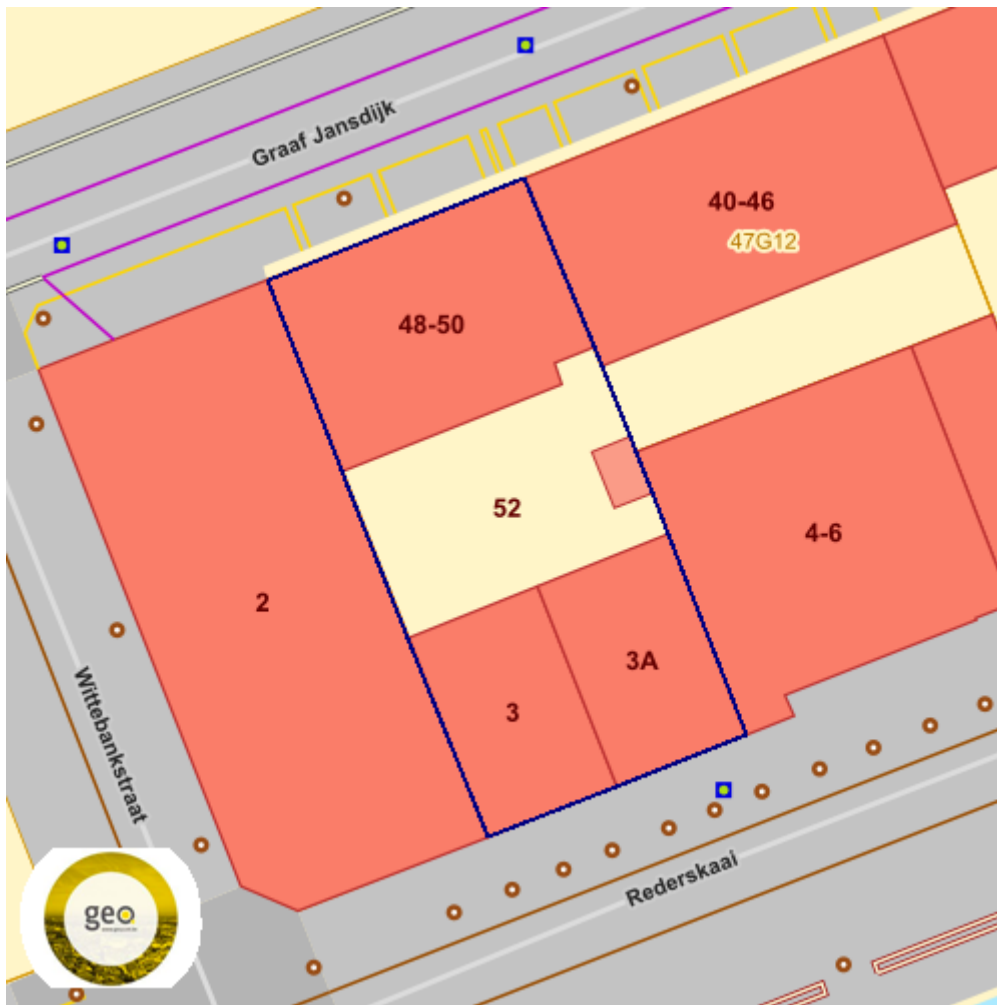 Graaf Jansdijk
40-46
47G12
48-50
52
4-6
2
3A
3
Wittebankstraat
Rederskaai
geo